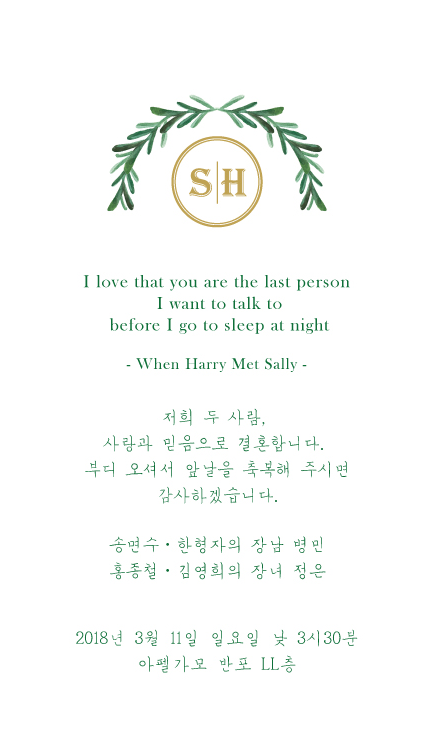 S|H
I love that you are the last person
I want to talk to
before I go to sleep at night
- When Harry Met Sally -
저희 두 사람,
사랑과 믿음으로 결혼합니다.
부디 오셔서 앞날을 축복해 주시면
감사하겠습니다.
송면수 · 한형자의 장남 병민
홍종철 · 김영희의 장녀 정은
2018년 3월 11일 일요일 낮 3시30분
아펠가모 반포 LL층